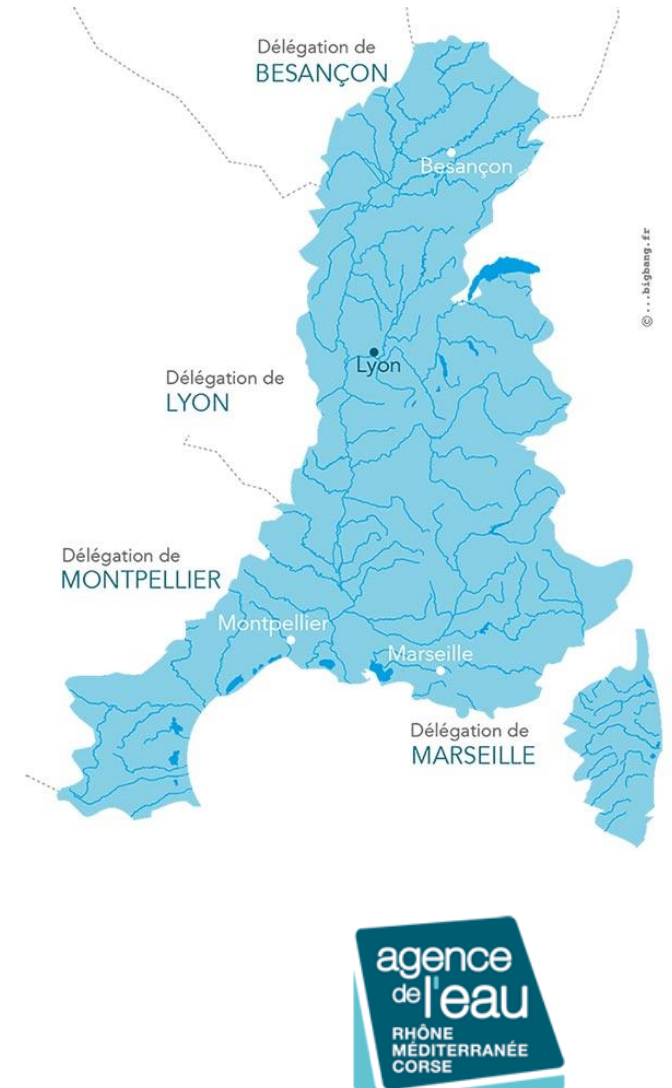 Délégation de
BESANÇON
Besançon
© ...bigbang.fr
Lyon
Délégation de
LYON
Délégation de
MONTPELLIER
Montpellier
Marseille
Délégation de
MARSEILLE
agence
de l'eau
RHÔNE
MÉDITERRANÉE
CORSE